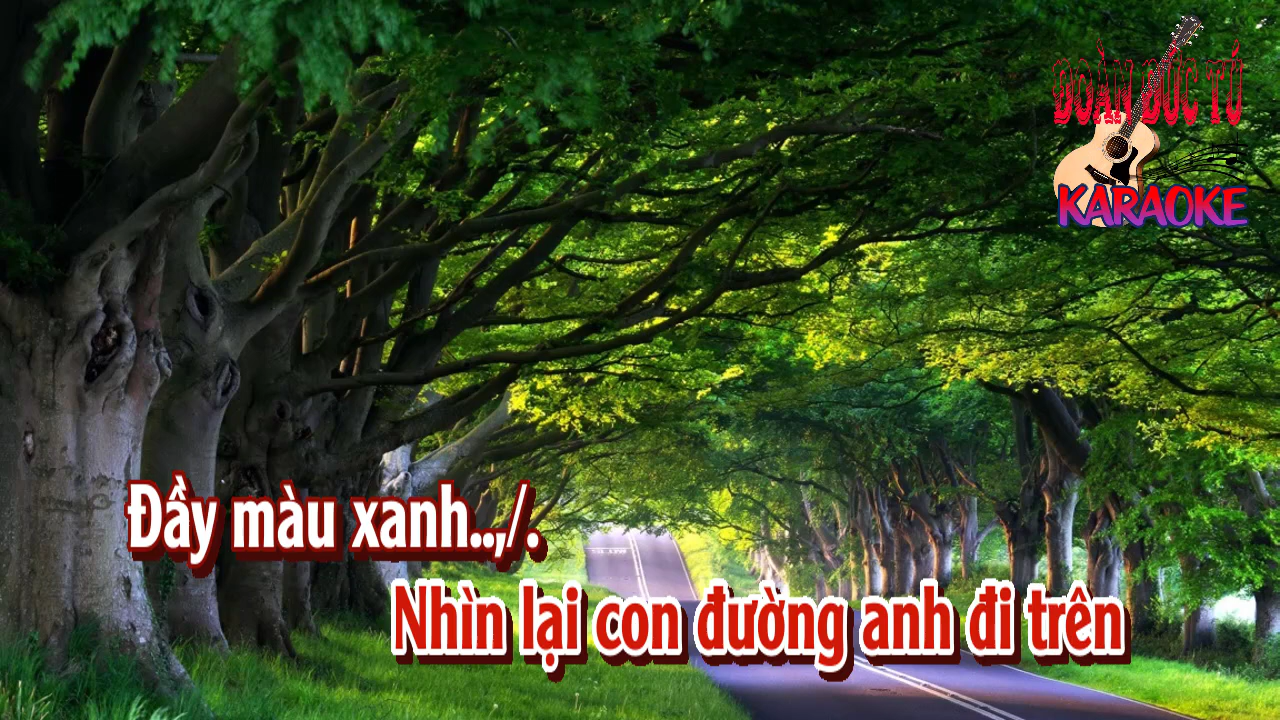 ĐOÀN ĐỨC TÚ
KARAOKE
Đầy màu xanh..,/.
Nhìn lại con đường anh đi trên